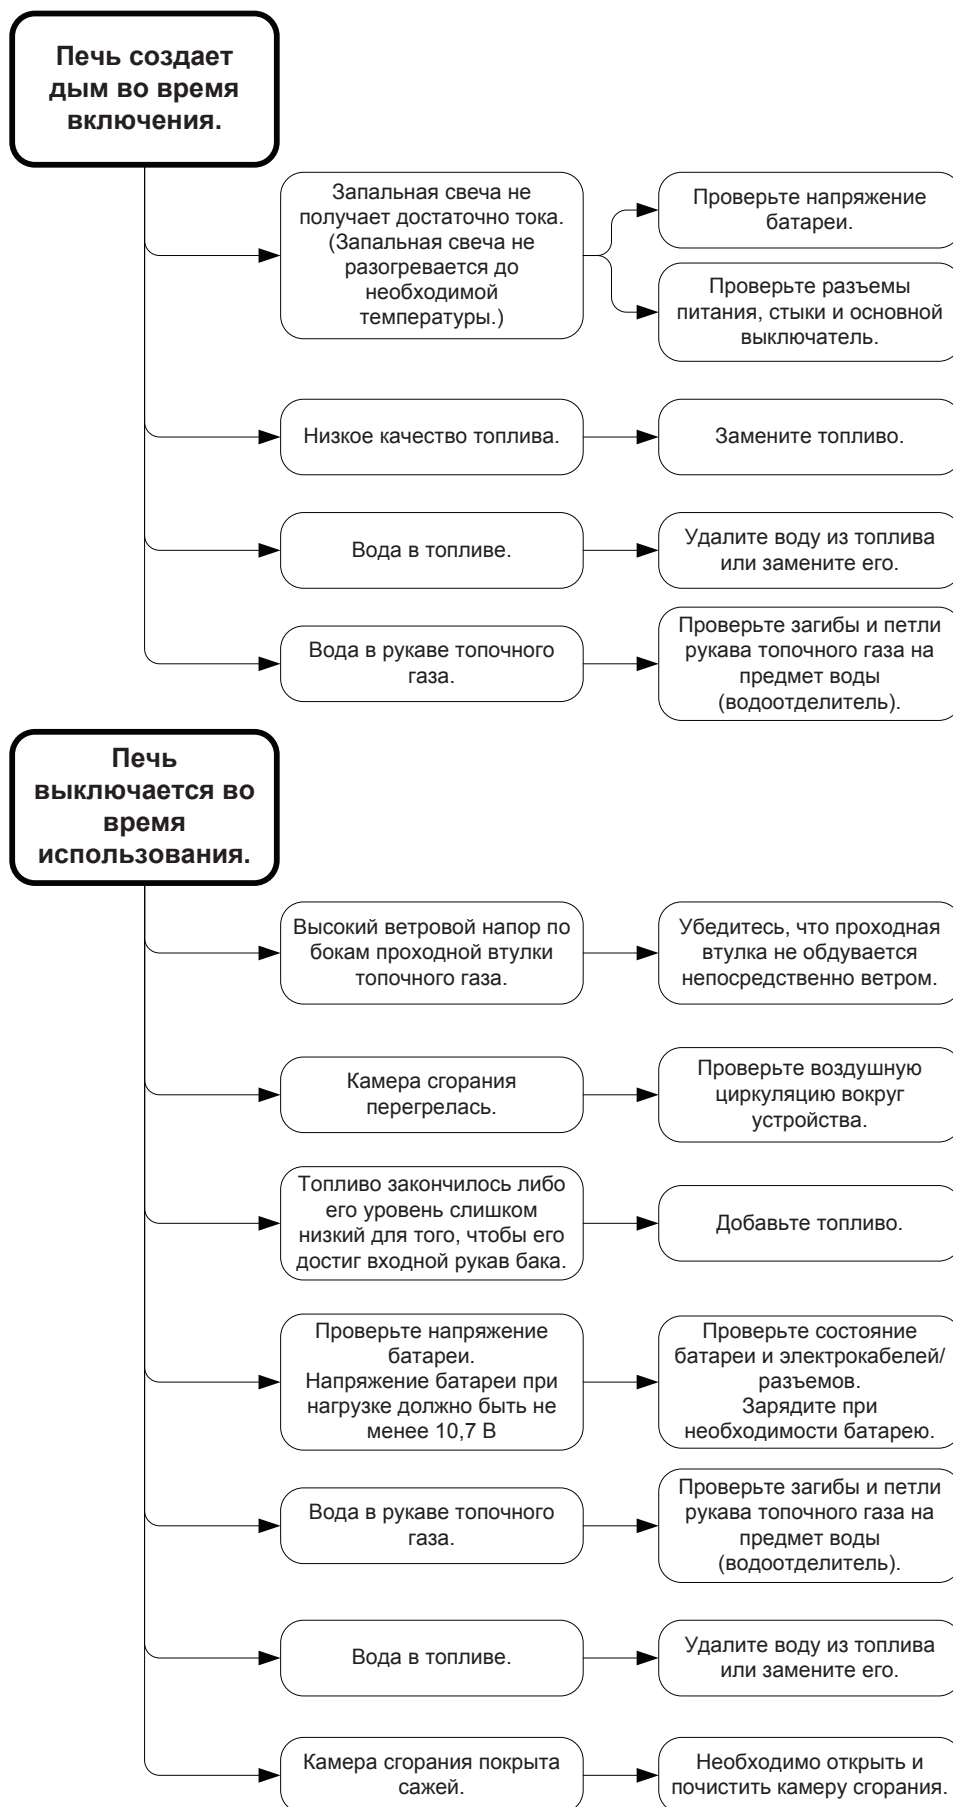 Печь создает
дым во время
включения.
Запальная свеча не
получает достаточно тока.
(Запальная свеча не
разогревается до
необходимой
температуры.)
Проверьте напряжение
батареи.
Проверьте разъемы
питания, стыки и основной
выключатель.
Низкое качество топлива.
Замените топливо.
Вода в топливе.
Удалите воду из топлива
или замените его.
Вода в рукаве топочного
газа.
Проверьте загибы и петли
рукава топочного газа на
предмет воды
(водоотделитель).
Печь
выключается во
время
использования.
Высокий ветровой напор по
бокам проходной втулки
топочного газа.
Убедитесь, что проходная
втулка не обдувается
непосредственно ветром.
Камера сгорания
перегрелась.
Проверьте воздушную
циркуляцию вокруг
устройства.
Топливо закончилось либо
его уровень слишком
низкий для того, чтобы его
достиг входной рукав бака.
Добавьте топливо.
Проверьте напряжение
батареи.
Напряжение батареи при
нагрузке должно быть не
менее 10,7 В
Проверьте состояние
батареи и электрокабелей/
разъемов.
Зарядите при
необходимости батарею.
Вода в рукаве топочного
газа.
Проверьте загибы и петли
рукава топочного газа на
предмет воды
(водоотделитель).
Вода в топливе.
Удалите воду из топлива
или замените его.
Камера сгорания покрыта
сажей.
Необходимо открыть и
почистить камеру сгорания.